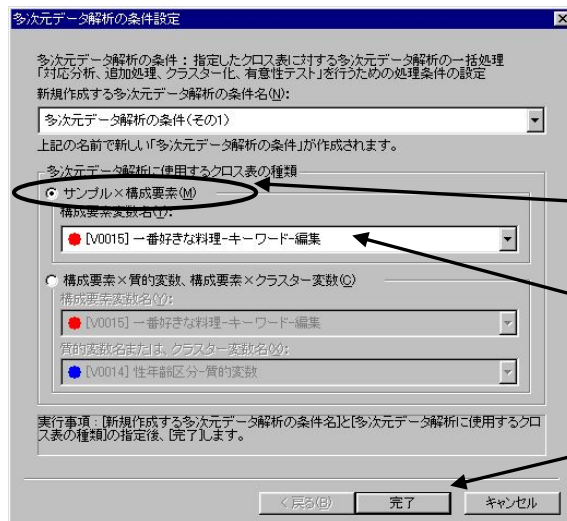 多次元データ解析の条件設定
多次元データ解析の条件：指定したクロス表に対する多次元データ解析の一括処理
「対応分析、追加処理、クラスター化、有意性テスト」を行うための処理条件の設定
新規作成する多次元データ解析の条件名(N):
多次元データ解析の条件(その1)
上記の名前で新しい「多次元データ解析の条件」が作成されます。
多次元データ解析に使用するクロス表の種類
サンプル×構成要素(M)
構成要素変数名(Y):
[V0015] 一番好きな料理-キーワード-編集
構成要素×質的変数、構成要素×クラスター変数(C)
構成要素変数名(Y):
[V0015] 一番好きな料理-キーワード-編集
質的変数名または、クラスター変数名(X):
[V0014] 性年齢区分-質的変数
実行事項：[新規作成する多次元データ解析の条件名]と[多次元データ解析に使用するクロ
ス表の種類]の指定後、[完了]します。
< 戻る(B)
完了
キャンセル